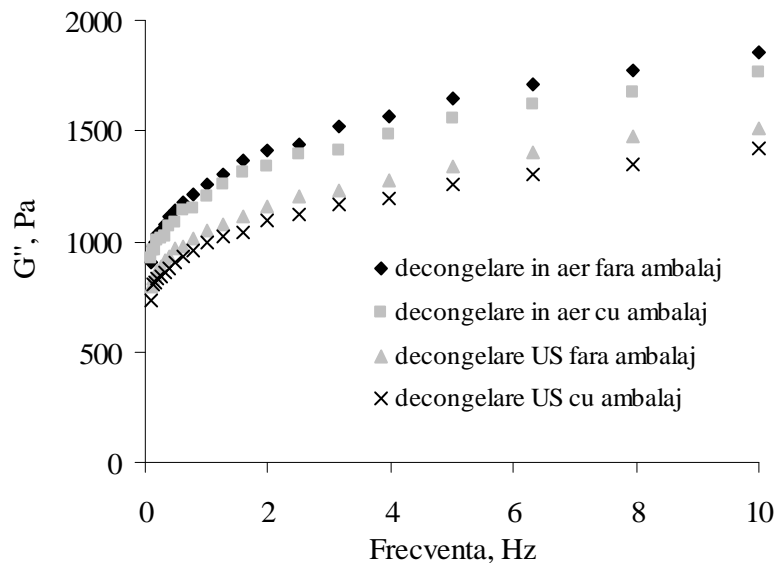 2000
1500
1000
500
0
G", Pa
decongelare in aer fara ambalaj
decongelare in aer cu ambalaj
decongelare US fara ambalaj
decongelare US cu ambalaj
0 2 4 6 8 10
Frecventa, Hz